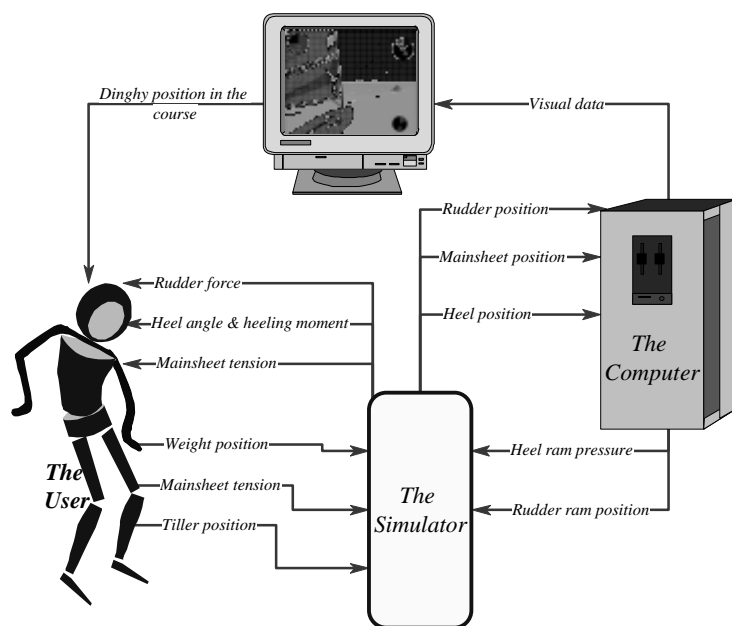 Dinghy position in the
course
Visual data
Rudder position
Mainsheet position
Heel position
Rudder force
Heel angle & heeling moment
Mainsheet tension
The
Computer
Weight position
Mainsheet tension
Tiller position
The
User
The
Simulator
Heel ram pressure
Rudder ram position